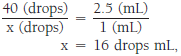 40 (drops) / x (drops) = 2.5 (mL) / 1 (mL)
x = 16 drops mL,